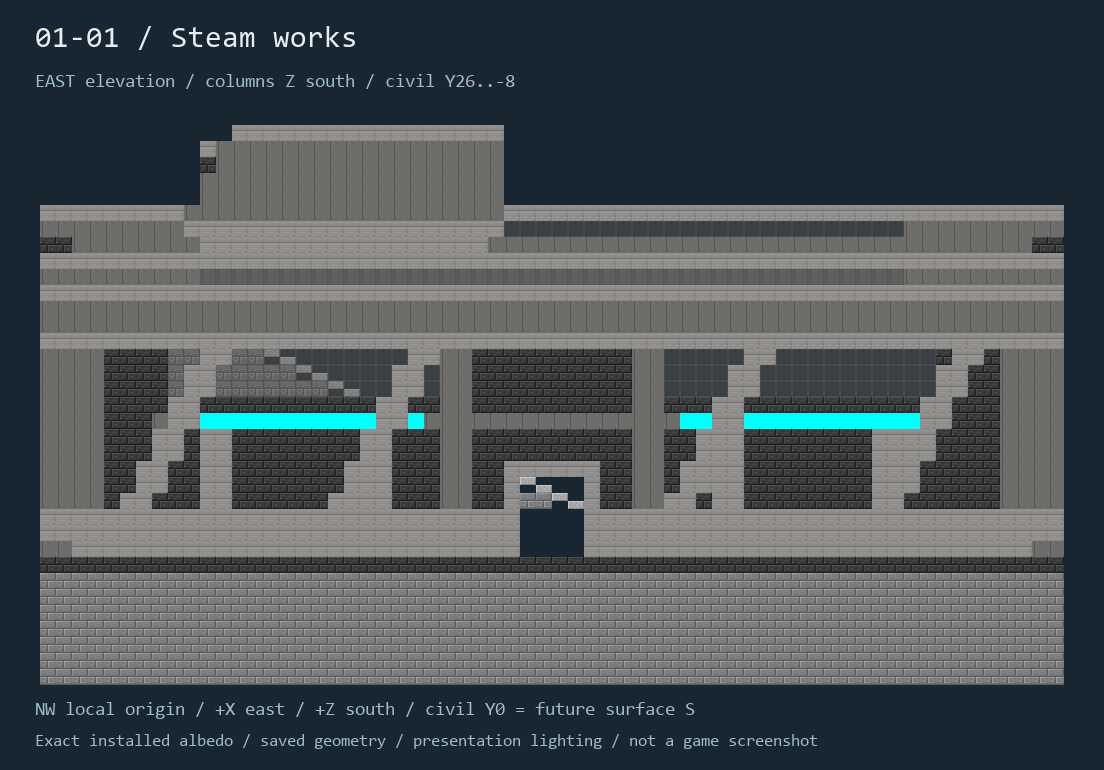 01-01 / Steam works
EAST elevation / columns Z south / civil Y26..-8
NW local origin / +X east / +Z south / civil Y0 = future surface S
Exact installed albedo / saved geometry / presentation lighting / not a game screenshot